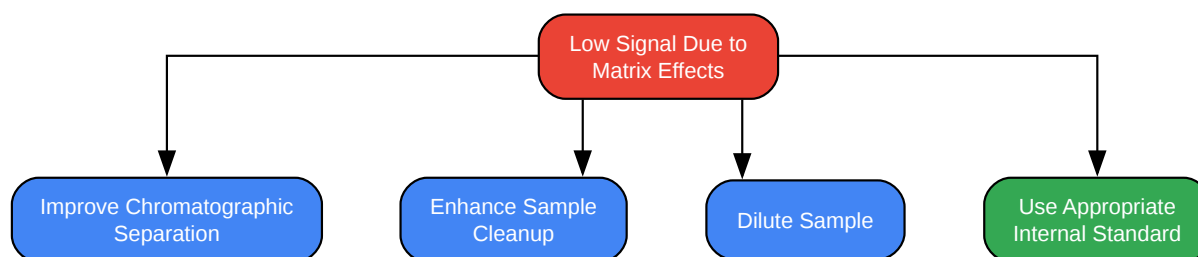 Low Signal Due to
Matrix Effects
Improve Chromatographic
Separation
Enhance Sample
Cleanup
Dilute Sample
Use Appropriate
Internal Standard